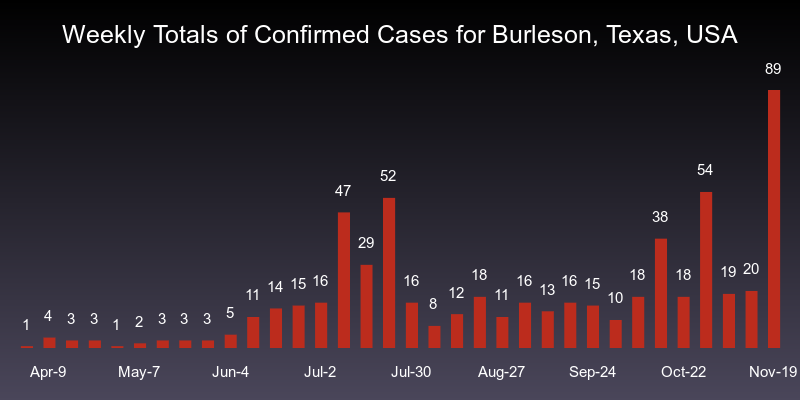 Weekly Totals of Confirmed Cases for Burleson, Texas, USA
1 4 3 3 1 2 3 3 3 5 11 14 15 16 47 29 52 16 8 12 18 11 16 13 16 15 10 18 38 18 54 19 20 89
Apr-9 May-7 Jun-4 Jul-2 Jul-30 Aug-27 Sep-24 Oct-22 Nov-19